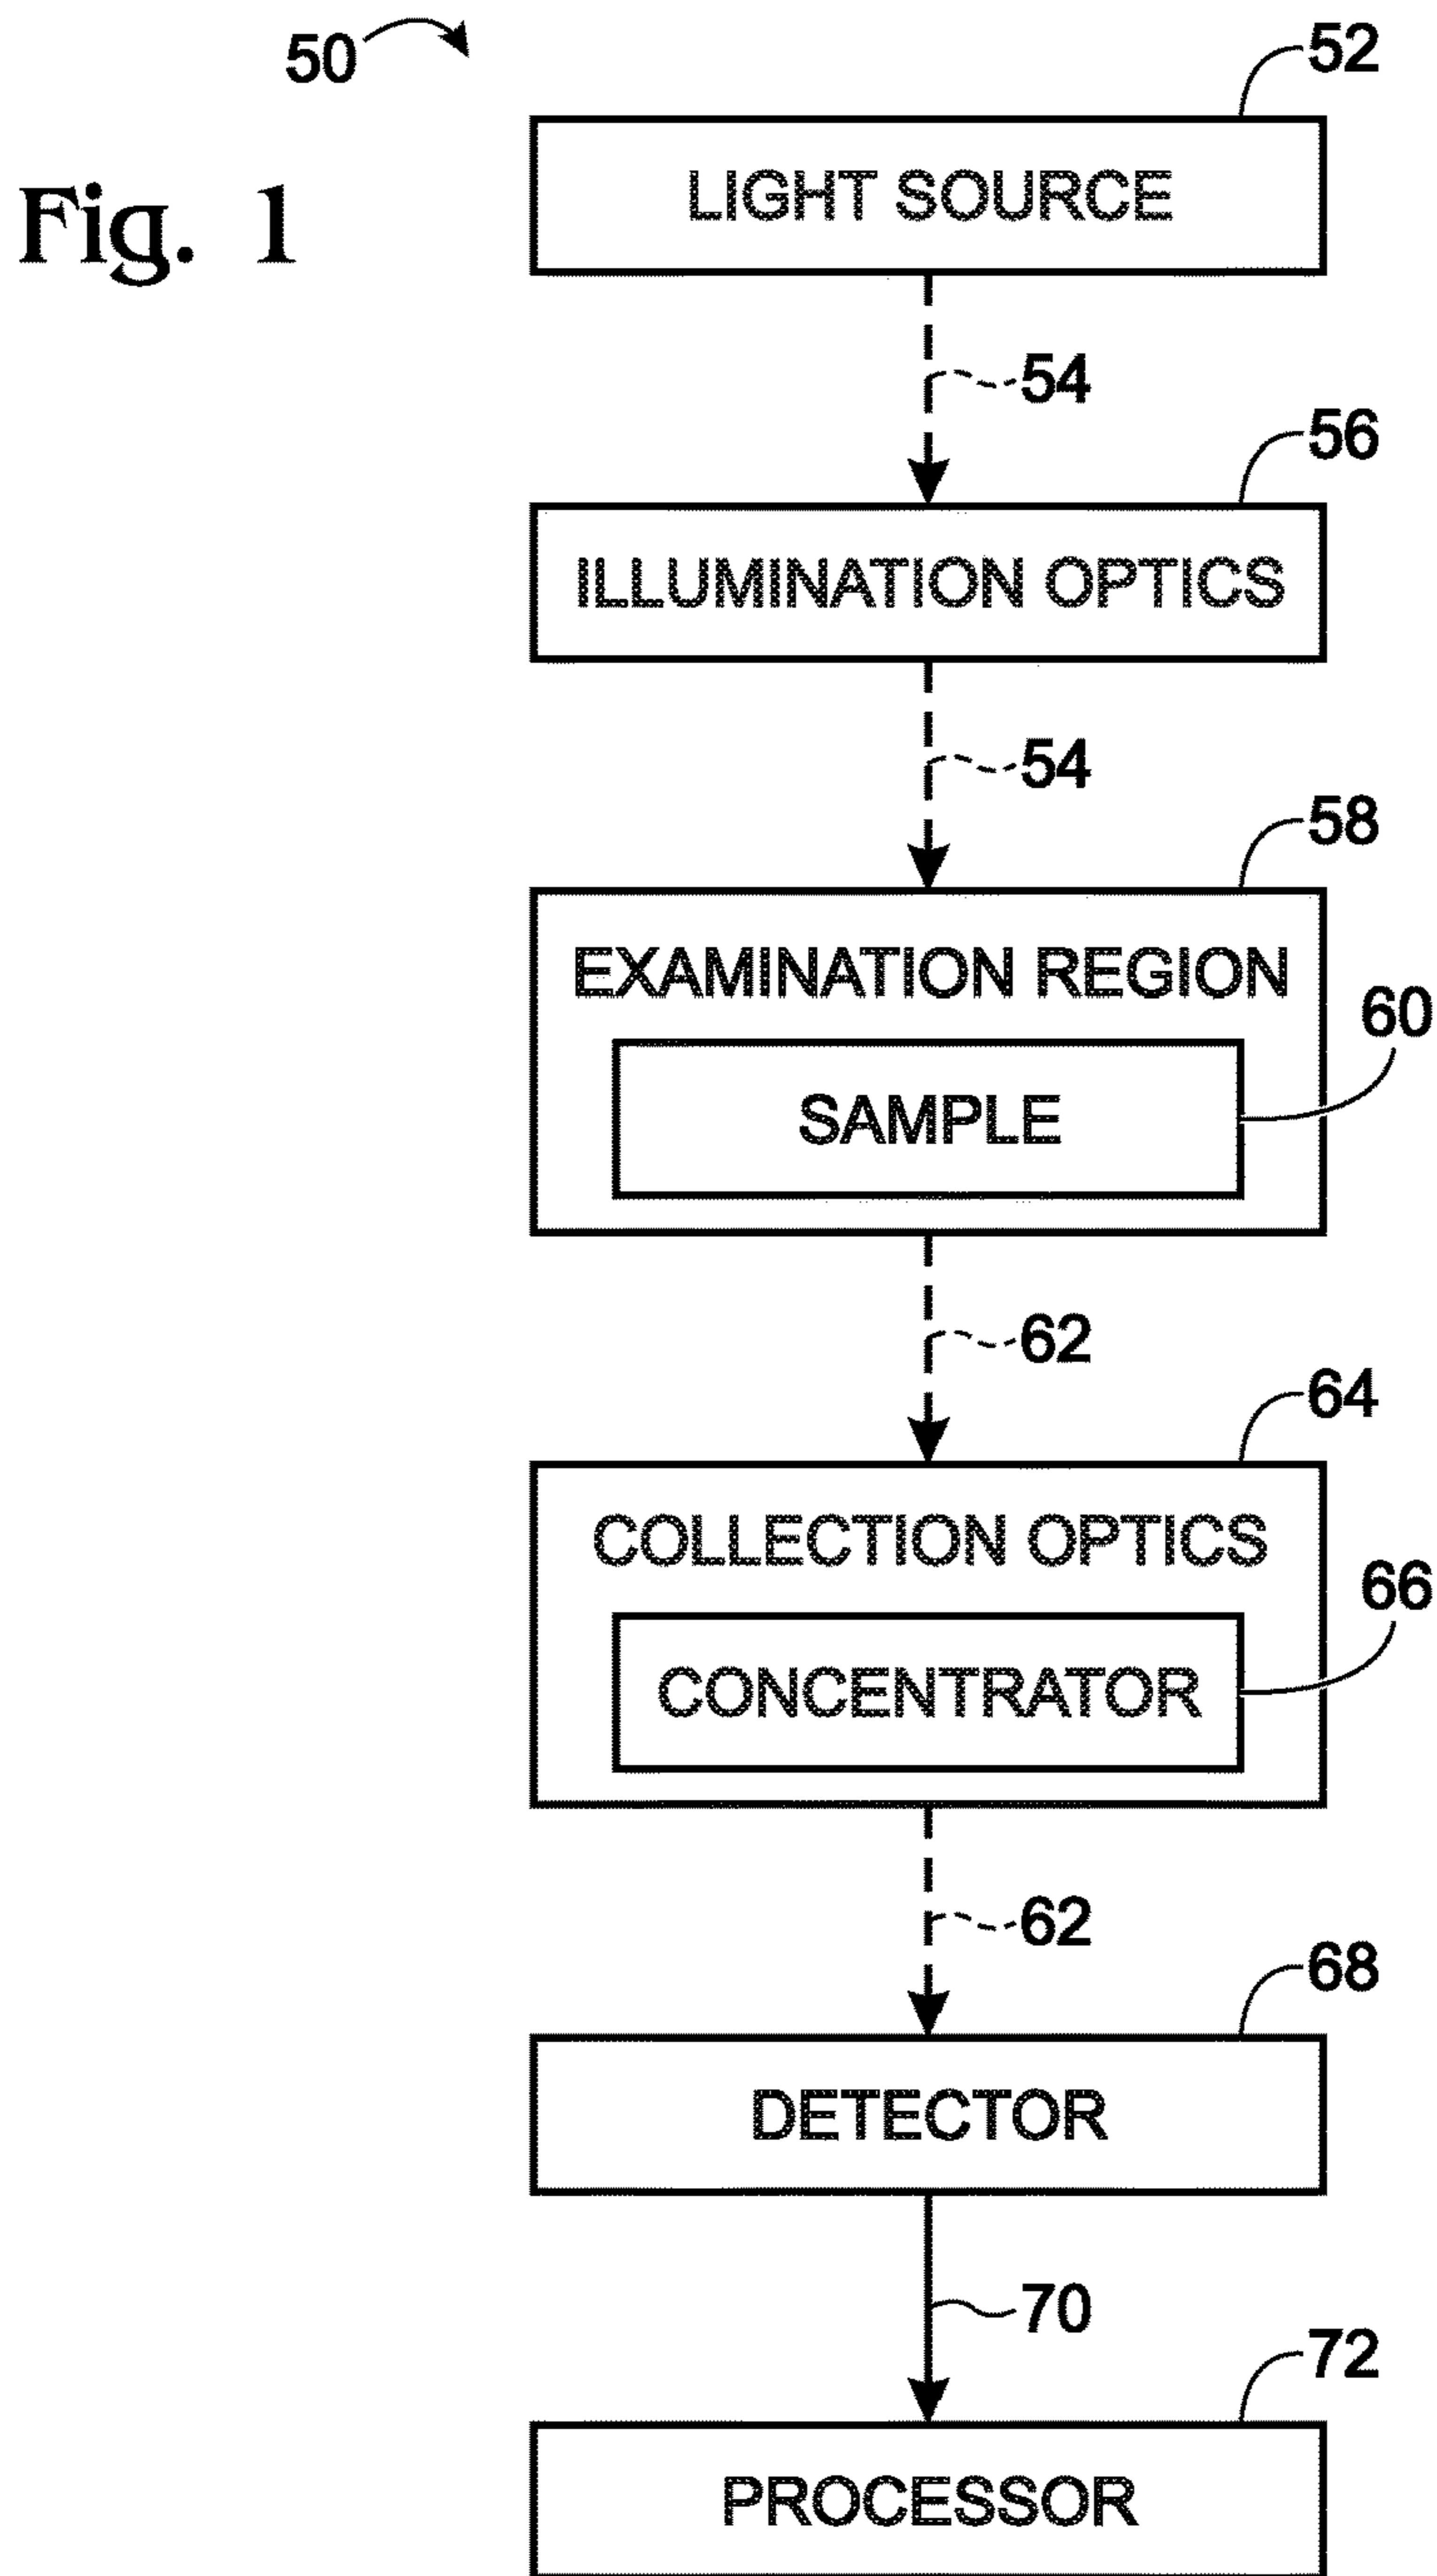 50
52
Fig. 1
LIGHT SOURCE
54
56
ILLUMINATION OPTICS
54
58
EXAMINATION REGION
60
SAMPLE
62
64
COLLECTION OPTICS
66
CONCENTRATOR
62
68
DETECTOR
70
72
PROCESSOR